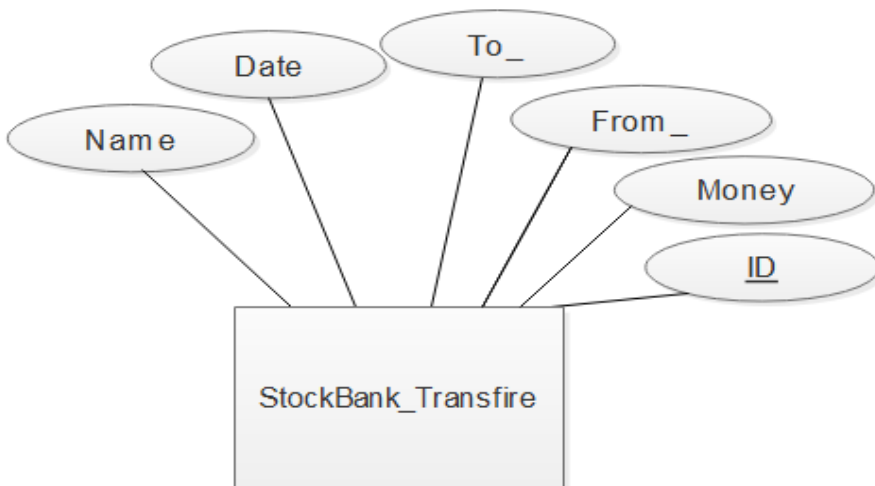 To_
Date
From_
Name
Money
ID
StockBank_Transfire